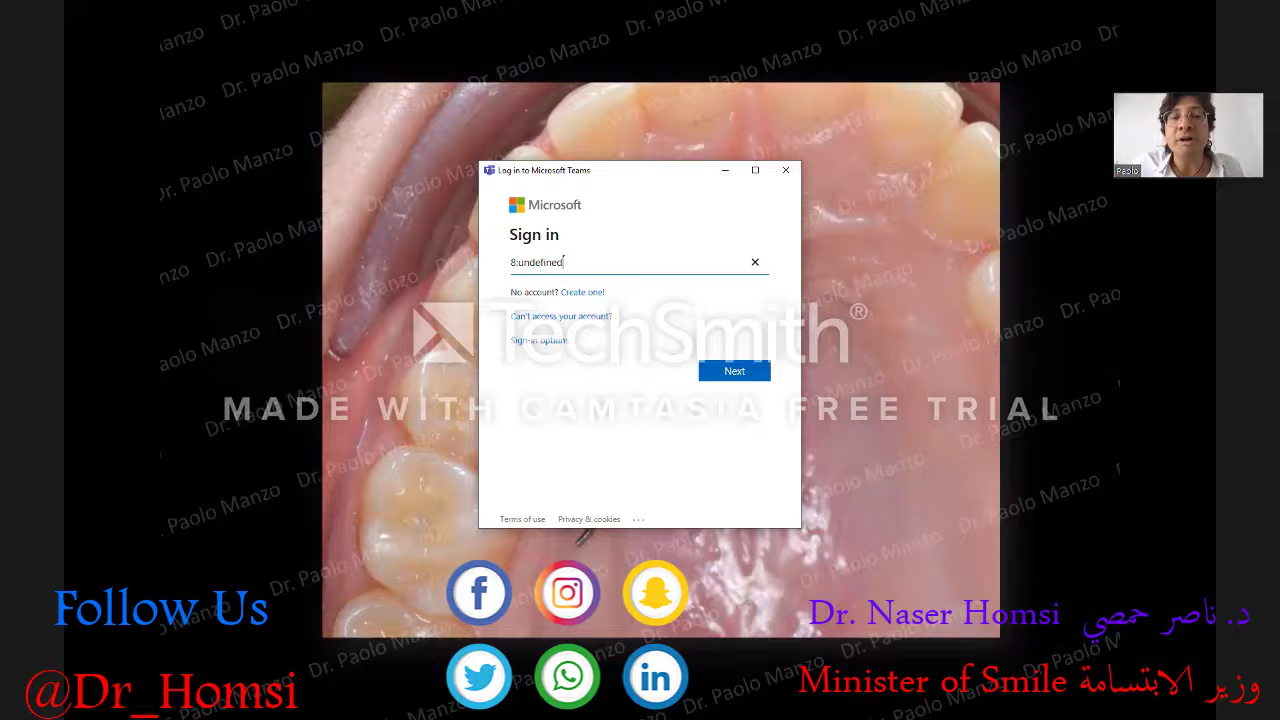 Dr. Paolo Manzo
Paolo
Log in to Microsoft Teams
Microsoft
Sign in
8:undefined
No account? Create one!
Can't access your account?
Sign-in options
Next
TechSmith®
MADE WITH CAMTASIA FREE TRIAL
Terms of use Privacy & cookies ...
Follow Us
@Dr_Homsi
Dr. Naser Homsi د. ناصر حمصي
Minister of Smile وزير الابتسامة